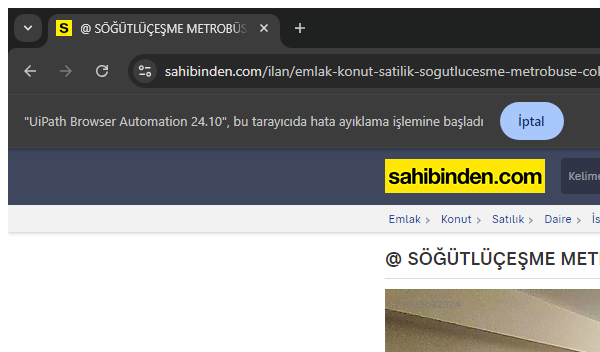 S @ SÖĞÜTLÜÇEŞME METROBÜS
sahibinden.com/ilan/emlak-konut-satilik-sogutlucesme-metrobuse-col
"UiPath Browser Automation 24.10", bu tarayıcıda hata ayıklama işlemine başladı İptal
sahibinden.com Kelime
Emlak > Konut > Satılık > Daire > İs
@ SÖĞÜTLÜÇEŞME MET